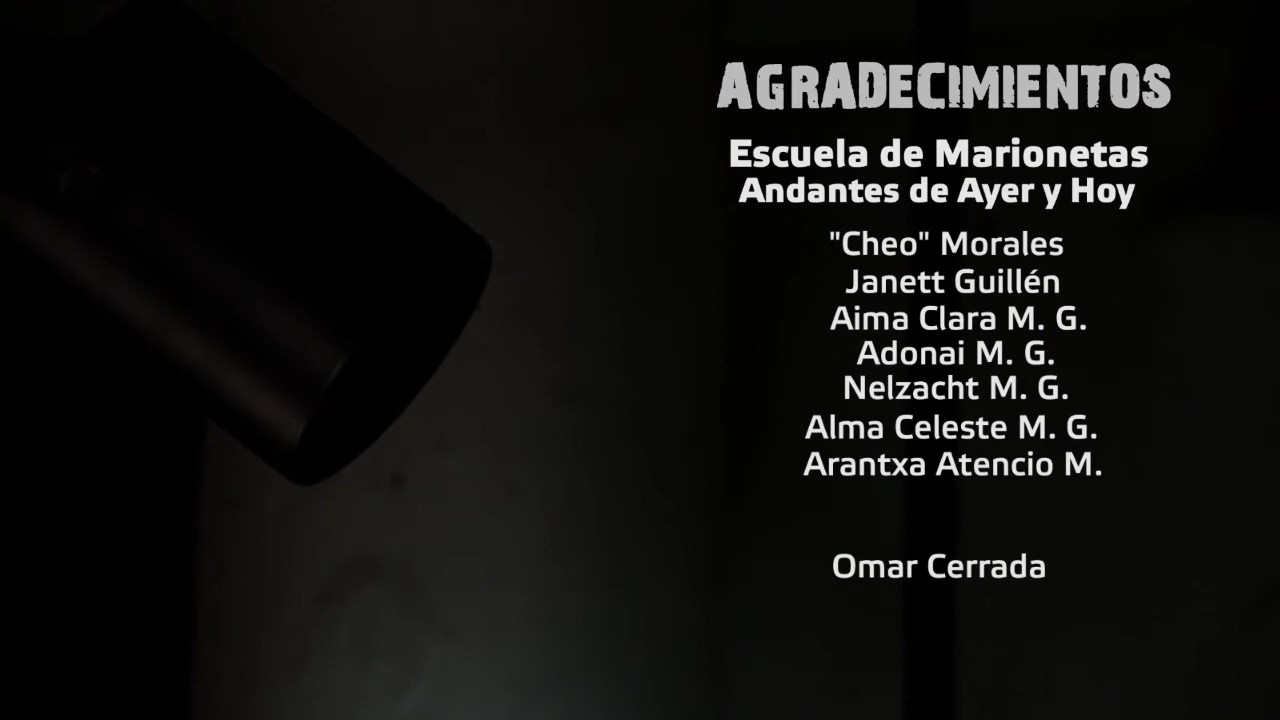 AGRADECIMIENTOS
Escuela de Marionetas
Andantes de Ayer y Hoy
"Cheo" Morales
Janett Guillén
Aima Clara M. G.
Adonai M. G.
Nelzacht M. G.
Alma Celeste M. G.
Arantxa Atencio M.
Omar Cerrada